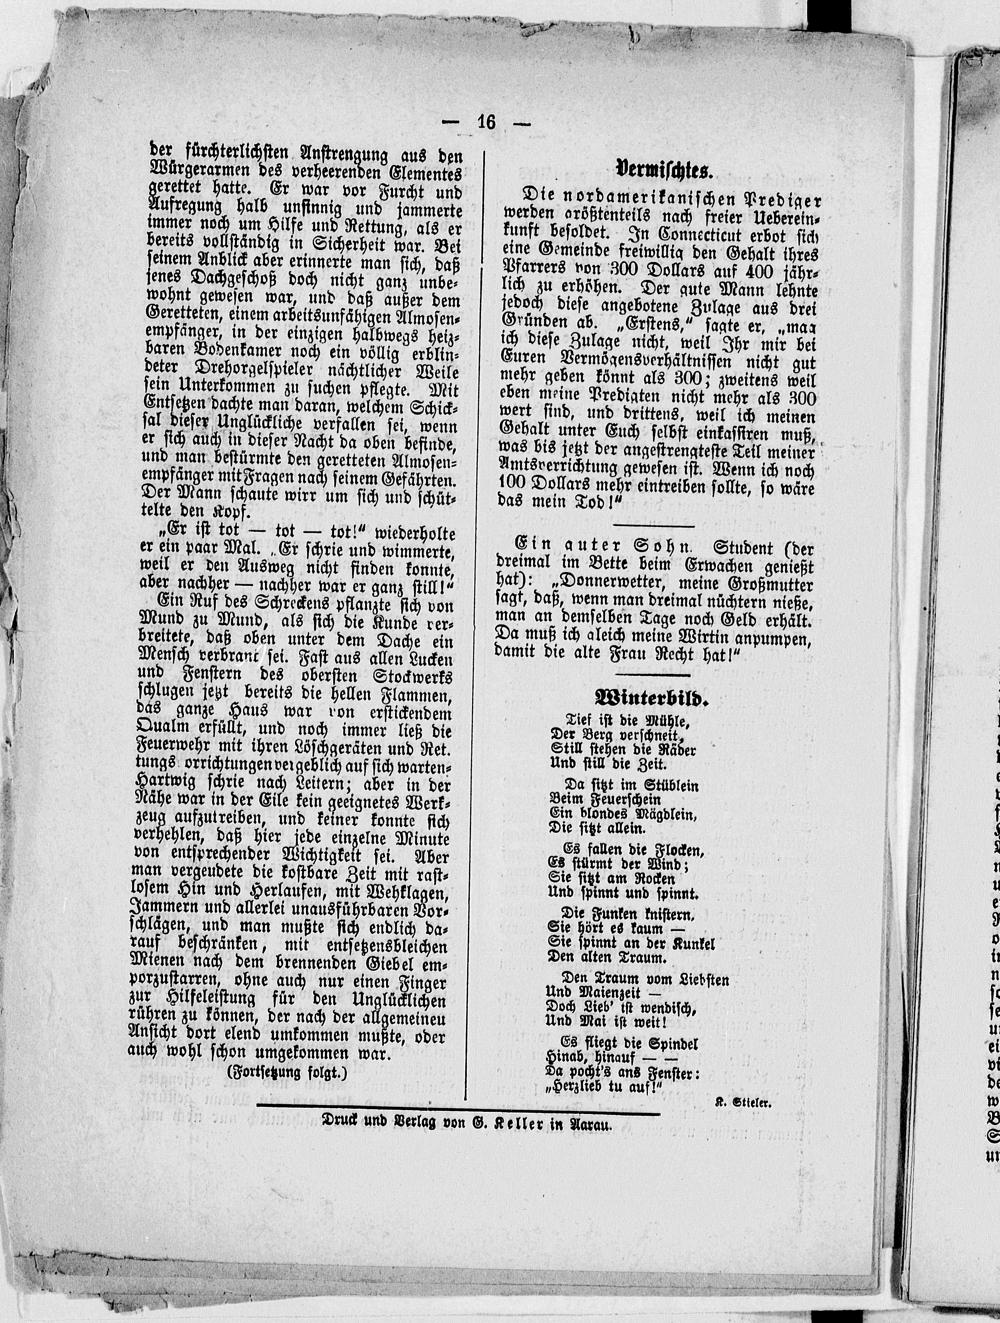 — 16 —
der fürchterlichsten Anstrengung aus den
Würgerarmen des verheerenden Elementes
gerettet hatte. Er war vor Furcht und
Aufregung halb unsinnig und jammerte
immer noch um Hilfe und Rettung, als er
bereits vollständig in Sicherheit war. Bei
seinem Anblick aber erinnerte man sich, daß
jenes Dachgeschoß doch nicht ganz unbe-
wohnt gewesen war, und daß außer dem
Geretteten, einem arbeitsunfähigen Almosen-
empfänger, in der einzigen halbwegs heiz-
baren Bodenkamer noch ein völlig erblin-
deter Drehorgelspieler nächtlicher Weile
sein Unterkommen zu suchen pflegte. Mit
Entsetzen dachte man daran, welchem Schick-
sal dieser Unglückliche verfallen sei, wenn
er sich auch in dieser Nacht da oben befinde,
und man bestürmte den geretteten Almosen-
empfänger mit Fragen nach seinem Gefährten.
Der Mann schaute wirr um sich und schüt-
telte den Kopf.
„Er ist tot — tot — tot!“ wiederholte
er ein paar Mal. „Er schrie und wimmerte,
weil er den Ausweg nicht finden konnte,
aber nachher — nachher war er ganz still!“
Ein Ruf des Schreckens pflanzte sich von
Mund zu Mund, als sich die Kunde ver-
breitete, daß oben unter dem Dache ein
Mensch verbrant sei. Fast aus allen Lucken
und Fenstern des obersten Stockwerks
schlugen jetzt bereits die hellen Flammen,
das ganze Haus war von erstickendem
Qualm erfüllt, und noch immer ließ die
Feuerwehr mit ihren Löschgeräten und Ret.
tungs orrichtungen vergeblich auf sich warten-
Hartwig schrie nach Leitern; aber in der
Nähe war in der Eile kein geeignetes Werk-
zeug aufzutreiben, und keiner konnte sich
verhehlen, daß hier jede einzelne Minute
von entsprechender Wichtigkeit sei. Aber
man vergeudete die kostbare Zeit mit rast-
losem Hin und Herlaufen, mit Wehklagen,
Jammern und allerlei unausführbaren Vor-
schlägen, und man mußte sich endlich da-
rauf beschränken, mit entsetzensbleichen
Mienen nach dem brennenden Giebel em-
porzustarren, ohne auch nur einen Finger
zur Hilfeleistung für den Unglücklichen
rühren zu können, der nach der allgemeineu
Ansicht dort elend umkommen mußte, oder
auch wohl schon umgekommen war.
(Fortsetzung folgt.)
Vermischtes.
Die nordamerikanischen Prediger
werden größtenteils nach freier Ueberein-
kunft besoldet. In Connecticut erbot sich
eine Gemeinde freiwillig den Gehalt ihres
Pfarrers von 300 Dollars auf 400 jähr-
lich zu erhöhen. Der gute Mann lehnte
jedoch diese angebotene Zulage aus drei
Gründen ab. „Erstens,“ sagte er, „mag
ich diese Zulage nicht, weil Ihr mir bei
Euren Vermögensverhältnissen nicht gut
mehr geben könnt als 300; zweitens weil
eben meine Predigten nicht mehr als 300
wert sind, und drittens, weil ich meinen
Gehalt unter Euch selbst einkassiren muß,
was bis jetzt der angestrengteste Teil meiner
Amtsverrichtung gewesen ist. Wenn ich noch
100 Dollars mehr eintreiben sollte, so wäre
das mein Tod!“
Ein guter Sohn. Student (der
dreimal im Bette beim Erwachen genießt
hat): „Donnerwetter, meine Großmutter
sagt, daß, wenn man dreimal nüchtern nieße,
man an demselben Tage noch Geld erhält.
Da muß ich gleich meine Wirtin anpumpen,
damit die alte Frau Recht hat!“
Winterbild.
Tief ist die Mühle,
Der Berg verschneit,
Still stehen die Räder
Und still die Zeit.
Da sitzt im Stüblein
Beim Feuerschein
Ein blondes Mägdlein,
Die sitzt allein.
Es fallen die Flocken,
Es stürmt der Wind;
Sie sitzt am Rocken
Und spinnt und spinnt.
Die Funken knistern,
Sie hört es kaum —
Sie spinnt an der Kunkel
Den alten Traum.
Den Traum vom Liebsten
Und Maienzeit —
Doch Lieb' ist wendisch,
Und Mai ist weit!
Es fliegt die Spindel
Hinab, hinauf — —
Da pocht's ans Fenster:
„Herzlieb tu auf!“
K. Stieler.
Druck und Verlag von G. Keller in Aarau.